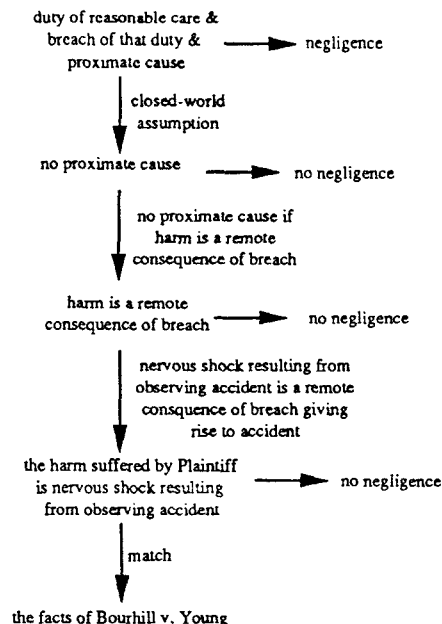 duty of reasonable care &
breach of that duty &
proximate cause
negligence
closed-world
assumption
no proximate cause
no negligence
no proximate cause if
harm is a remote
consequence of breach
harm is a remote
consequence of breach
no negligence
nervous shock resulting from
observing accident is a remote
consquence of breach giving
rise to accident
the harm suffered by Plaintiff
is nervous shock resulting
from observing accident
no negligence
match
the facts of Bourhill v. Young